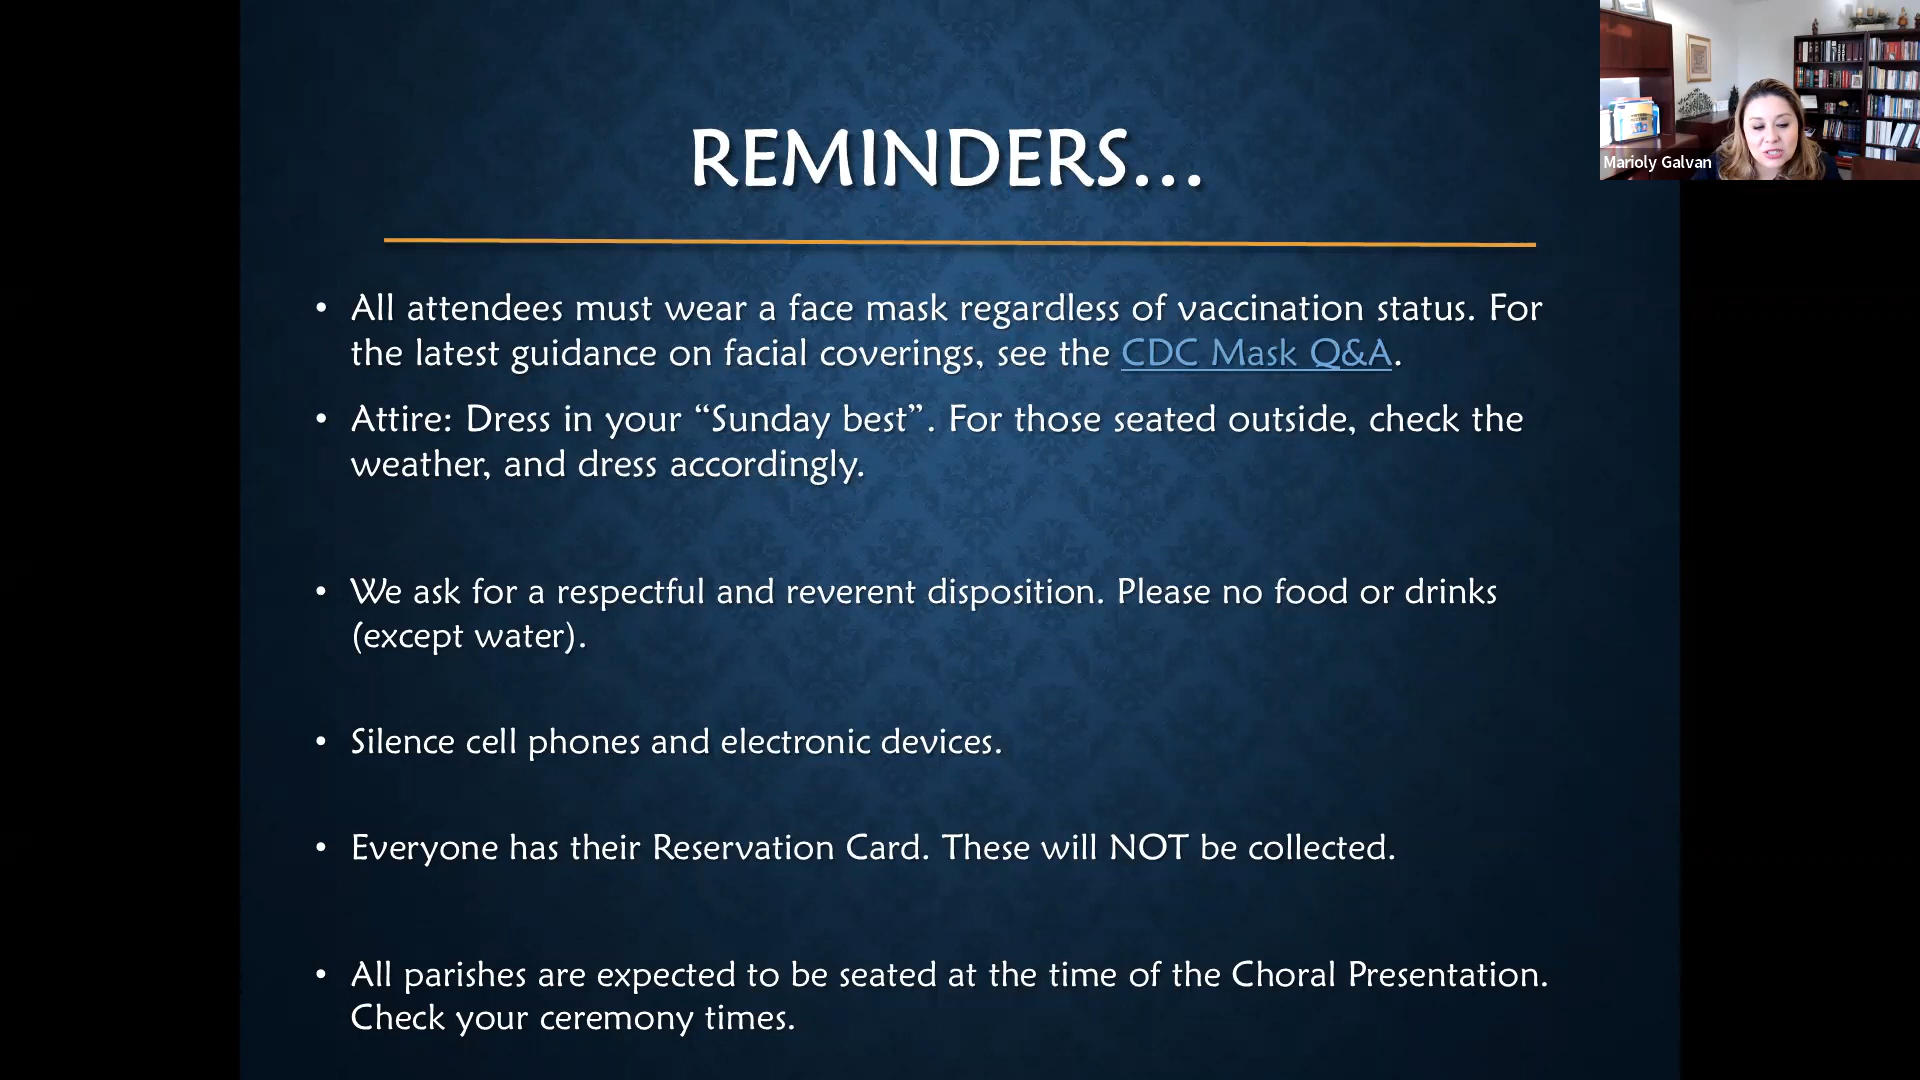 REMINDERS...
Marioly Galvan
• All attendees must wear a face mask regardless of vaccination status. For
the latest guidance on facial coverings, see the CDC Mask Q&A.
• Attire: Dress in your “Sunday best”. For those seated outside, check the
weather, and dress accordingly.
• We ask for a respectful and reverent disposition. Please no food or drinks
(except water).
• Silence cell phones and electronic devices.
• Everyone has their Reservation Card. These will NOT be collected.
• All parishes are expected to be seated at the time of the Choral Presentation.
Check your ceremony times.